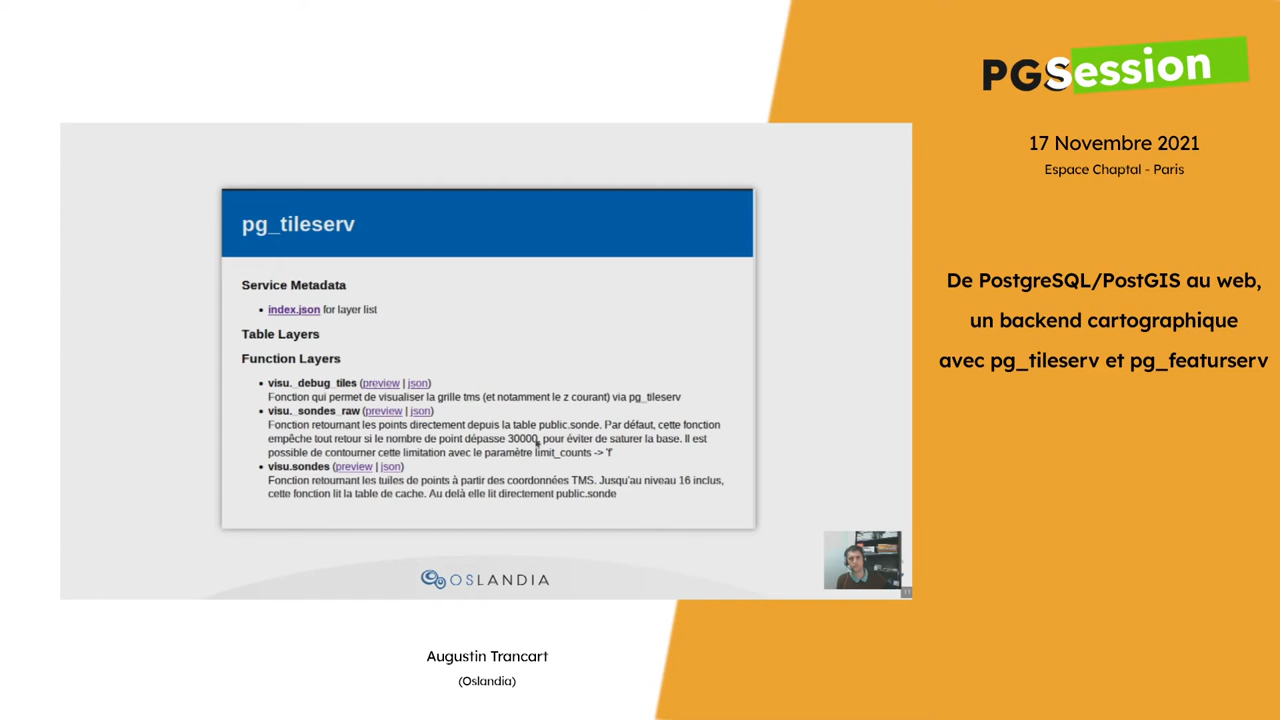 PGSession
17 Novembre 2021
Espace Chaptal - Paris
De PostgreSQL/PostGIS au web,
un backend cartographique
avec pg_tileserv et pg_featurserv
pg_tileserv
Service Metadata
• index.json for layer list
Table Layers
Function Layers
• visu._debug_tiles (preview | json)
Fonction qui permet de visualiser la grille tms (et notamment le z courant) via pg_tileserv
• visu._sondes_raw (preview | json)
Fonction retournant les points directement depuis la table public.sonde. Par défaut, cette fonction
empêche tout retour si le nombre de point dépasse 30000, pour éviter de saturer la base. Il est
possible de contourner cette limitation avec le paramètre limit_counts -> 'f'
• visu.sondes (preview | json)
Fonction retournant les tuiles de points à partir des coordonnées TMS. Jusqu'au niveau 16 inclus,
cette fonction lit la table de cache. Au delà elle lit directement public.sonde
OSLANDIA
11
Augustin Trancart
(Oslandia)